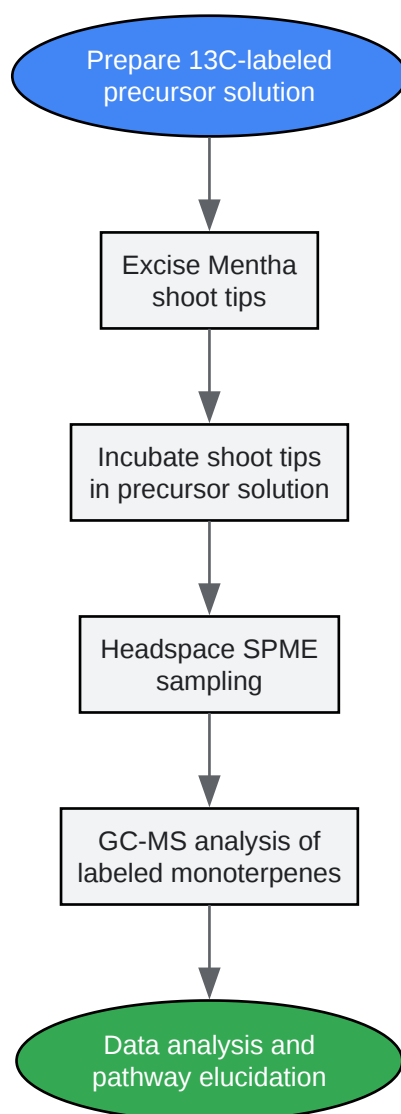 Prepare 13C-labeled
precursor solution
Excise Mentha
shoot tips
Incubate shoot tips
in precursor solution
Headspace SPME
sampling
GC-MS analysis of
labeled monoterpenes
Data analysis and
pathway elucidation